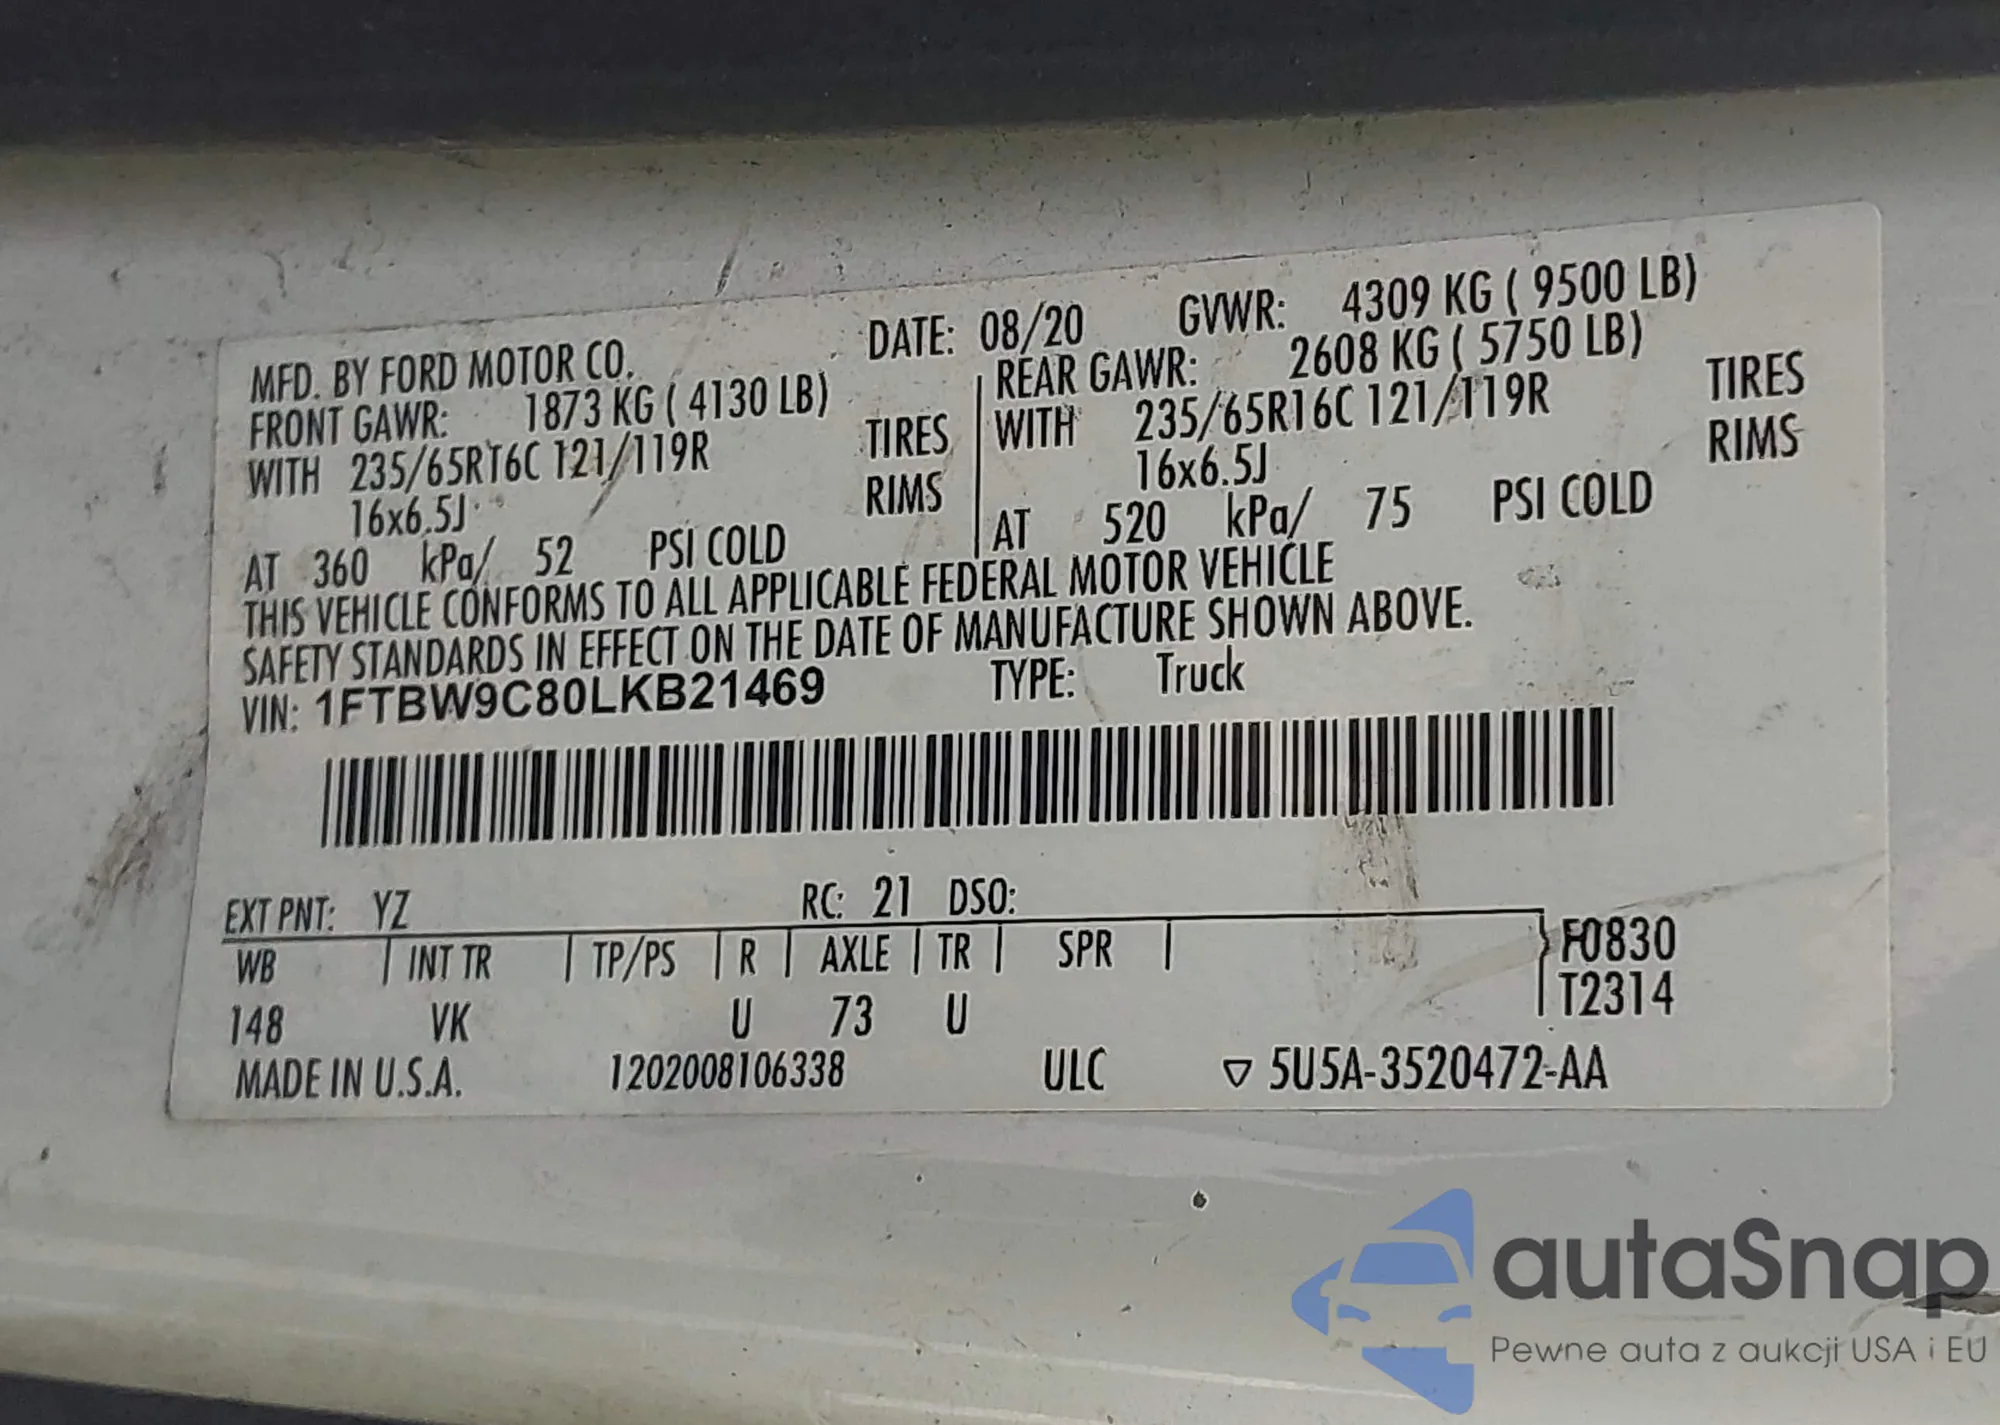 MFD. BY FORD MOTOR CO. DATE: 08/20 GVWR: 4309 KG ( 9500 LB)
FRONT GAWR: 1873 KG ( 4130 LB) REAR GAWR: 2608 KG ( 5750 LB)
WITH 235/65R16C 121/119R TIRES WITH 235/65R16C 121/119R TIRES
16x6.5J RIMS 16x6.5J RIMS
AT 360 kPa/ 52 PSI COLD AT 520 kPa/ 75 PSI COLD
THIS VEHICLE CONFORMS TO ALL APPLICABLE FEDERAL MOTOR VEHICLE
SAFETY STANDARDS IN EFFECT ON THE DATE OF MANUFACTURE SHOWN ABOVE.
VIN: 1FTBW9C80LKB21469 TYPE: Truck
EXT PNT: YZ RC: 21 DSO:
WB INT TR TP/PS R AXLE TR SPR F0830
148 VK U 73 U T2314
MADE IN U.S.A. 1202008106338 ULC ▽ 5U5A-3520472-AA
autaSnap
Pewne auta z aukcji USA i EU